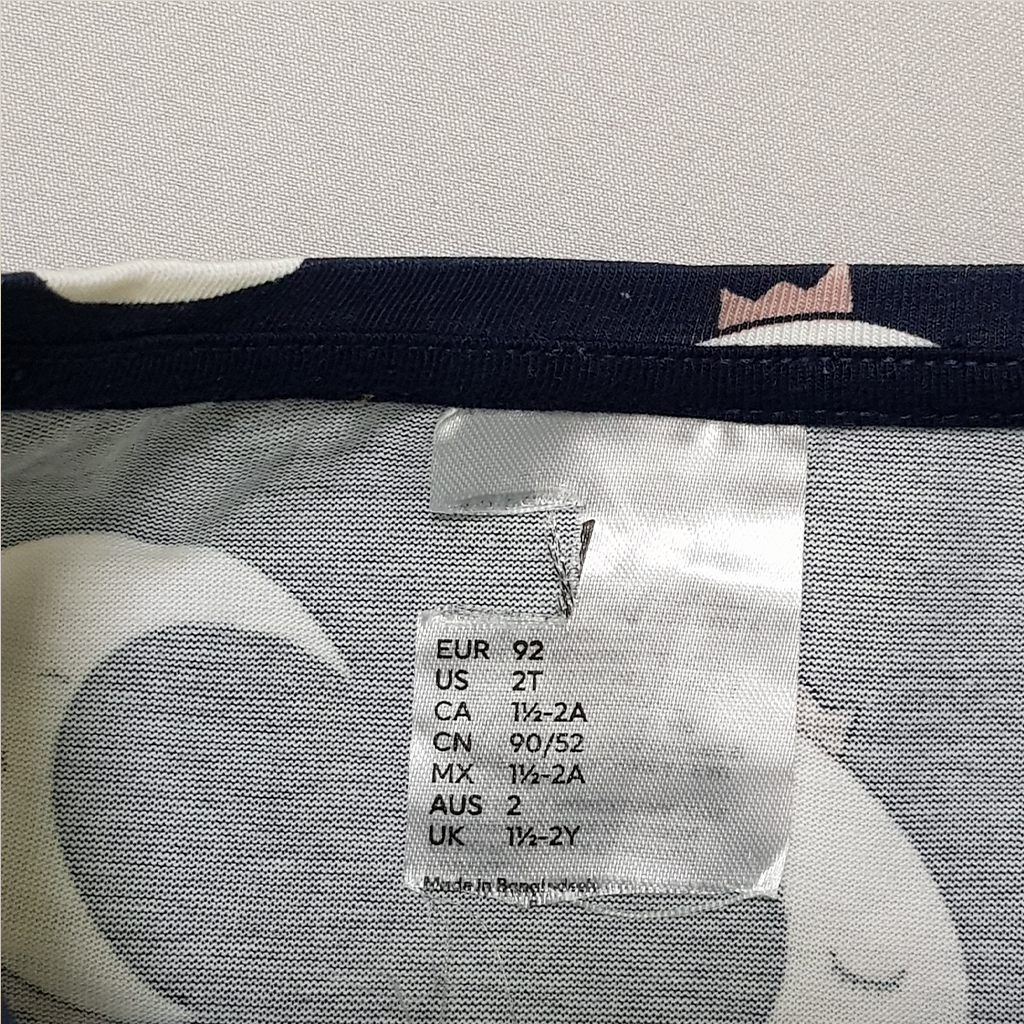 EUR 92
US 2T
CA 1½-2A
CN 90/52
MX 1½-2A
AUS 2
UK 1½-2Y
Made in Bangladesh